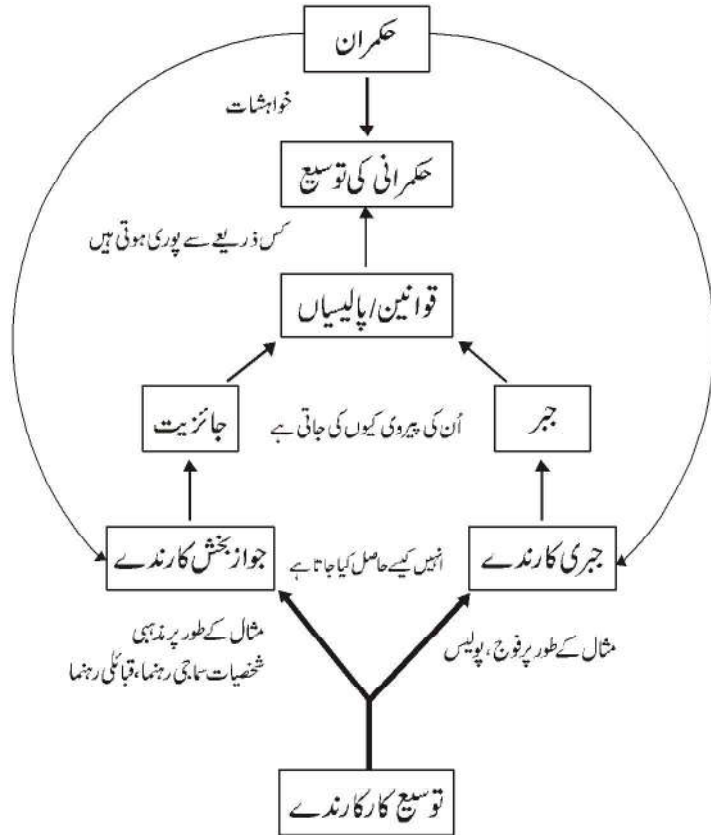 حکمران
خواہشات
حکمرانی کی توسیع
کس ذریعے سے پوری ہوتی ہیں
قوانین/پالیسیاں
جبر
اُن کی پیروی کیوں کی جاتی ہے
جائزیت
جبری کارندے
انہیں کیسے حاصل کیا جاتا ہے
جواز بخش کارندے
مثال کے طور پر فوج، پولیس
مثال کے طور پر مذہبی
شخصیات سماجی رہنما، قبائلی رہنما
توسیع کار کارندے